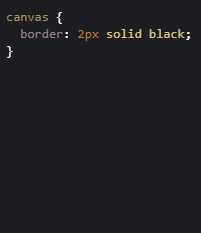 canvas {
  border: 2px solid black;
}